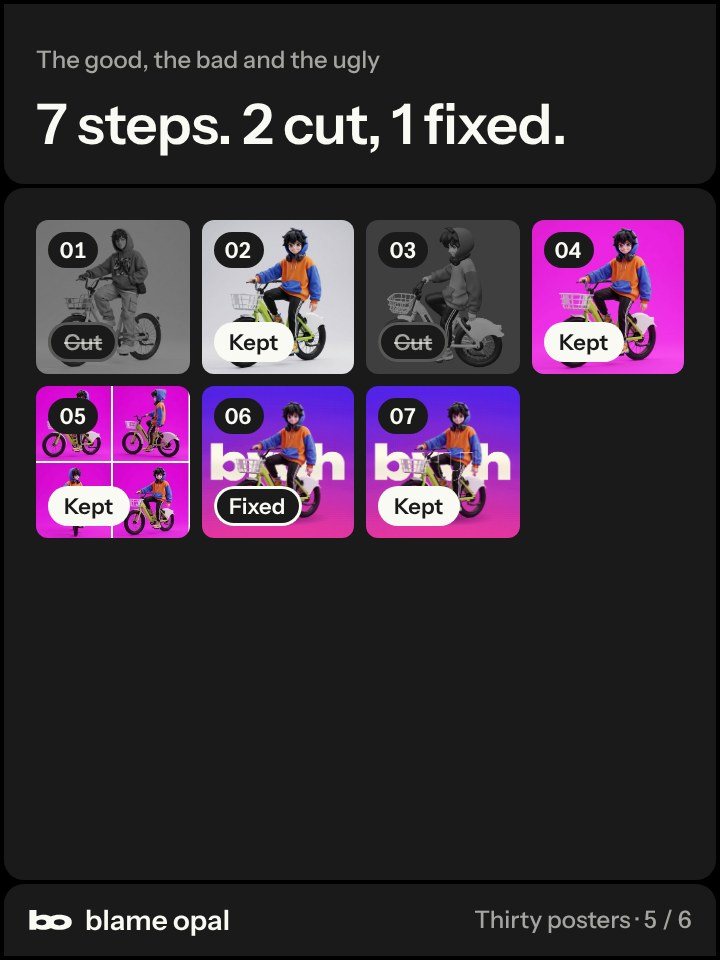 The good, the bad and the ugly
7 steps. 2 cut, 1 fixed.
01
02
03
04
Cut
Kept
Cut
Kept
05
06
07
Kept
Fixed
Kept
bo blame opal
Thirty posters · 5 / 6